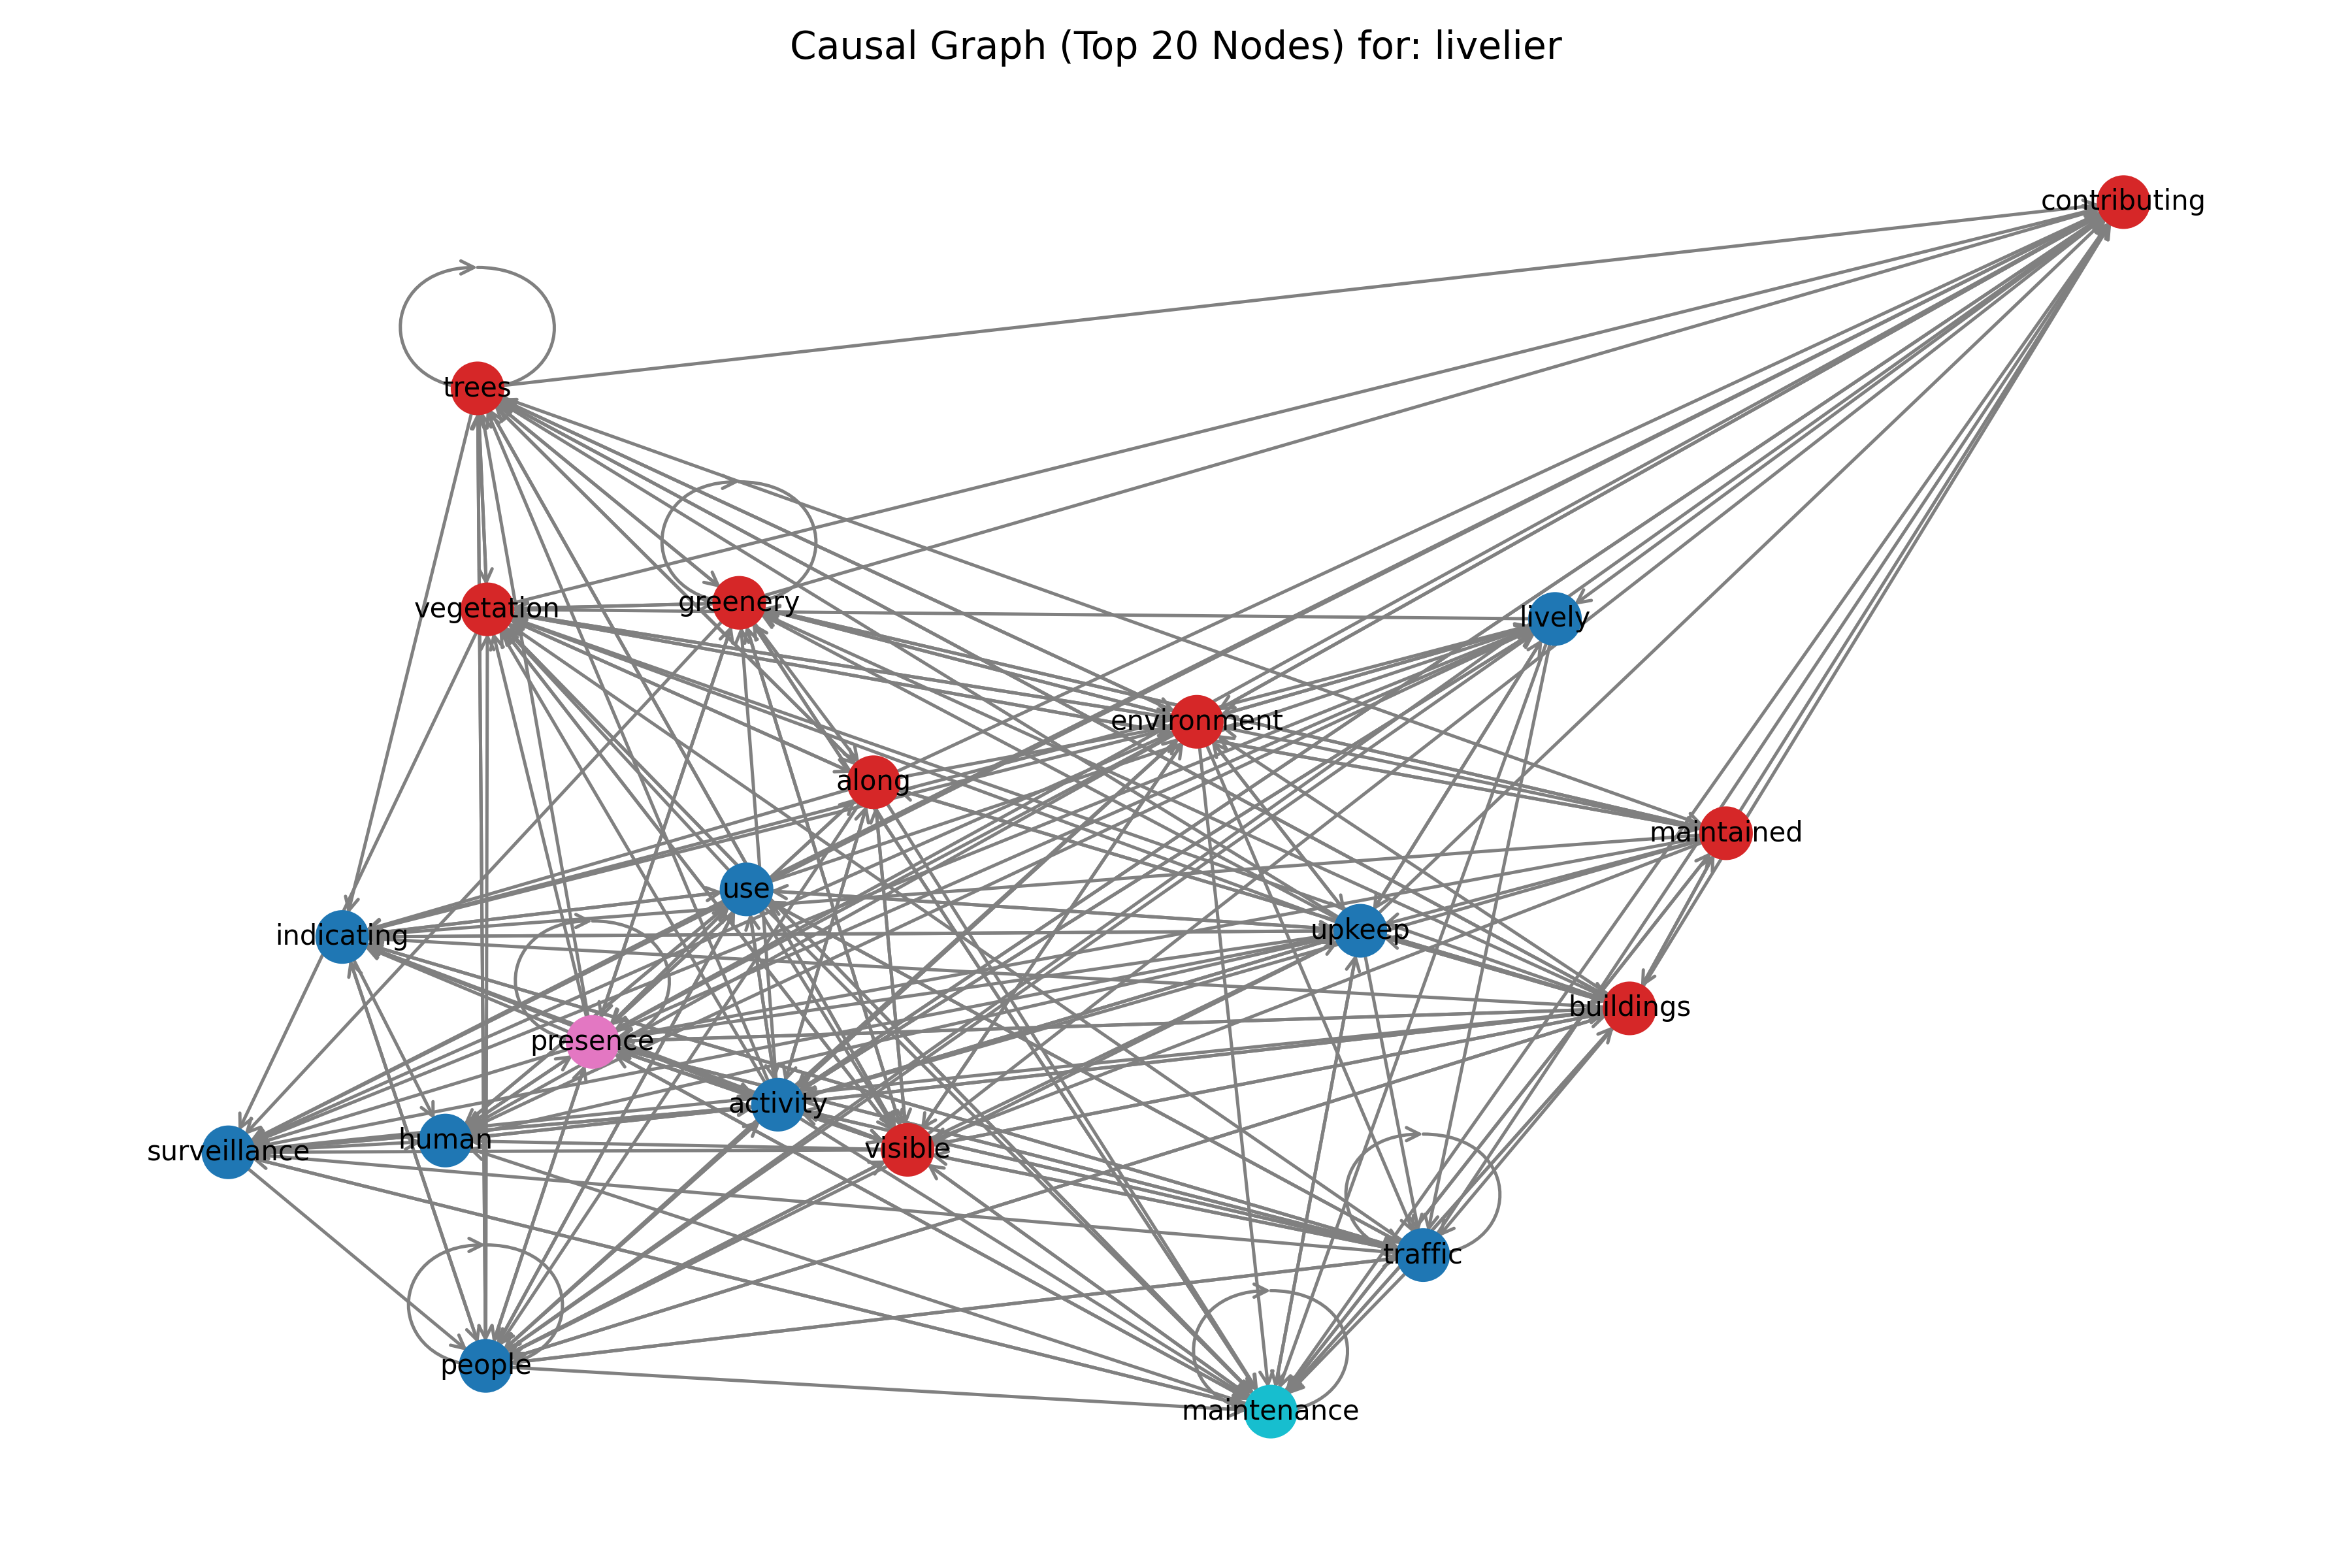 Causal Graph (Top 20 Nodes) for: livelier
contributing
trees
vegetation
greenery
lively
environment
along
maintained
use
indicating
upkeep
buildings
presence
activity
human
surveillance
visible
traffic
people
maintenance